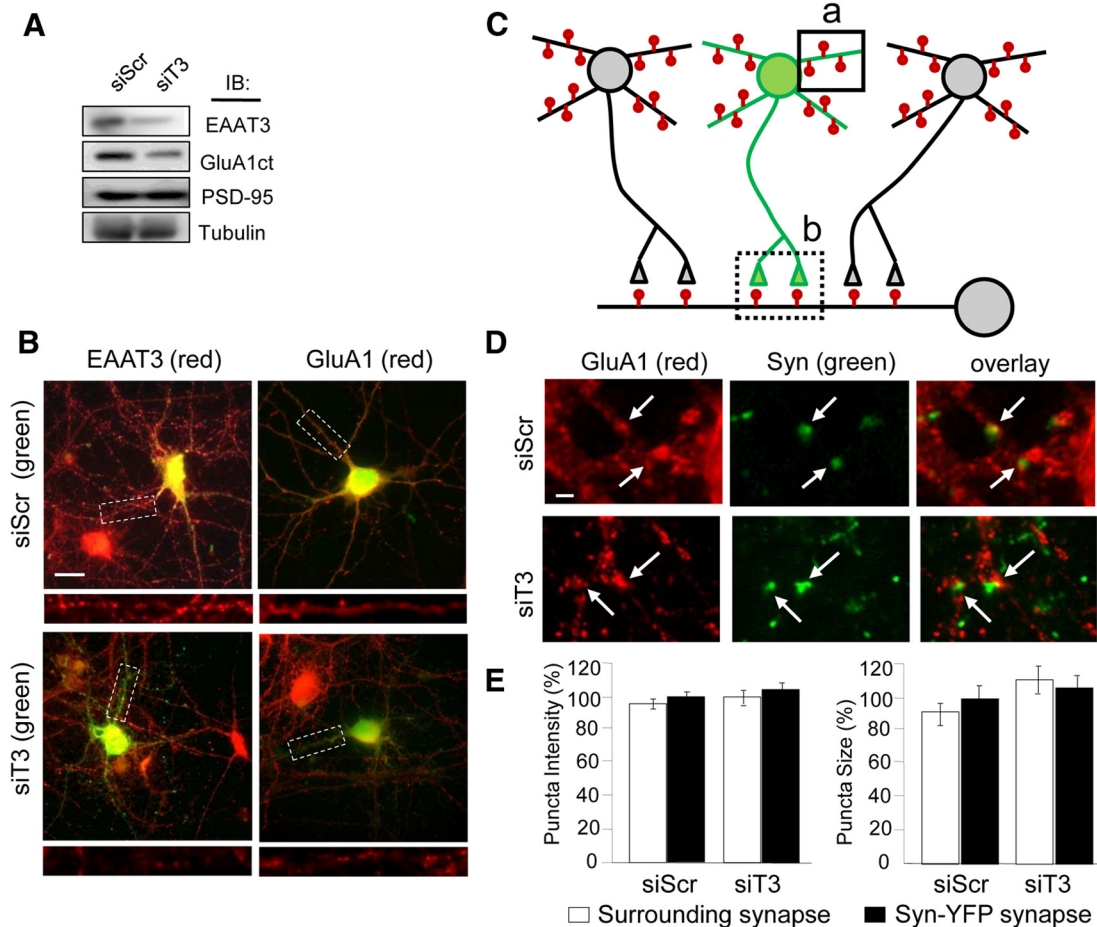 A
siScr
siT3
IB:
EAAT3
GluA1ct
PSD-95
Tubulin
B
EAAT3 (red)
GluA1 (red)
siScr (green)
siT3 (green)
C
a
b
D
GluA1 (red)
Syn (green)
overlay
siScr
siT3
E
Puncta Intensity (%)
120
100
80
60
40
20
0
siScr
siT3
Puncta Size (%)
120
100
80
60
40
120
0
siScr
siT3
Surrounding synapse
Syn-YFP synapse